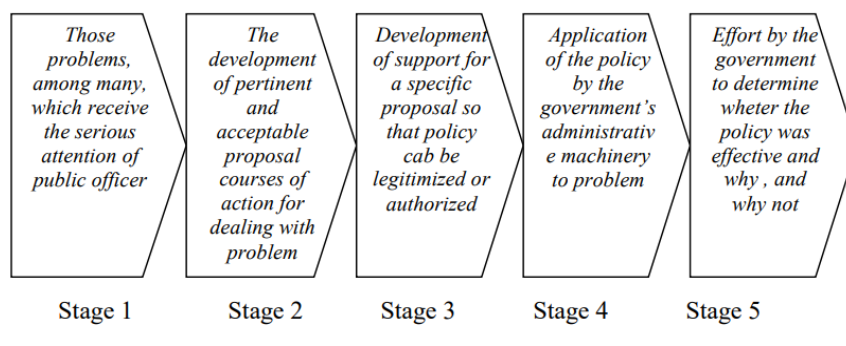 Those
problems,
among many,
which receive
the serious
attention of
public officer
The
development
of pertinent
and
acceptable
proposal
courses of
action for
dealing with
problem
Development
of support for
a specific
proposal so
that policy
cab be
legitimized or
authorized
Application
of the policy
by the
government's
administrativ
e machinery
to problem
Effort by the
government
to determine
wheter the
policy was
effective and
why , and
why not
Stage 1
Stage 2
Stage 3
Stage 4
Stage 5